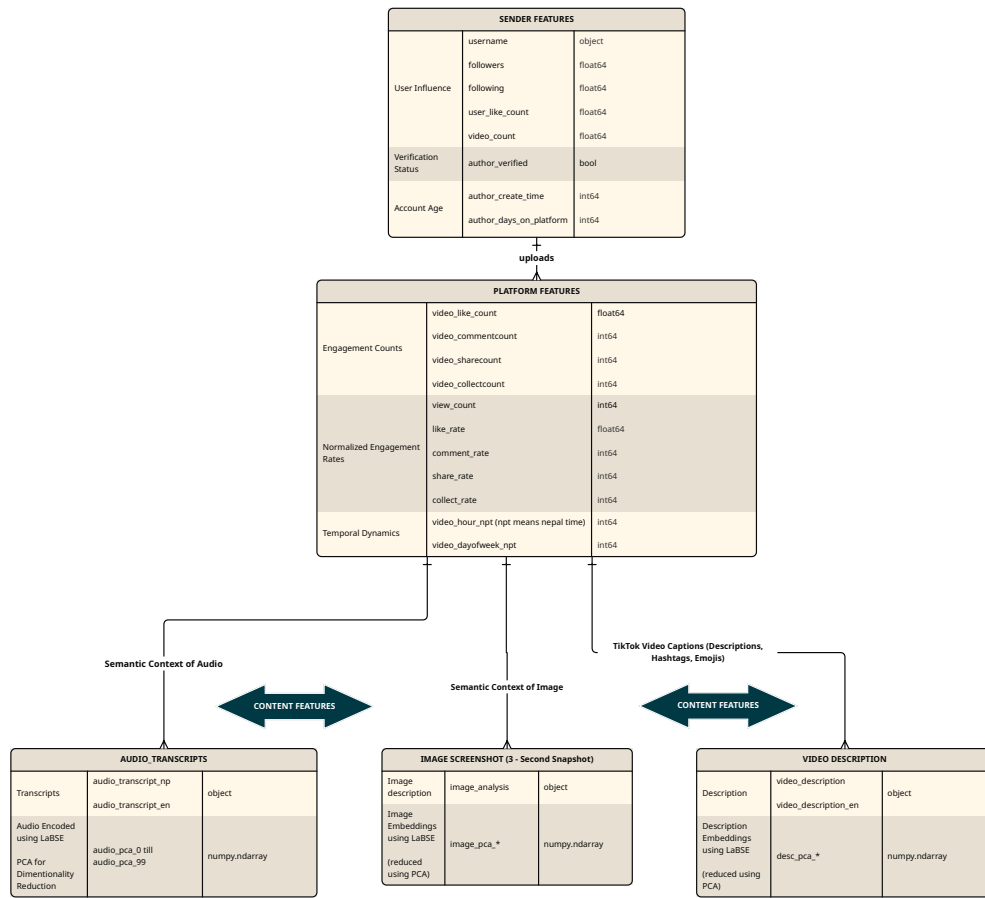 SENDER FEATURES
User Influence
username
object
followers
float64
following
float64
user_like_count
float64
video_count
float64
Verification
Status
author_verified
bool
Account Age
author_create_time
int64
author_days_on_platform
int64
uploads
PLATFORM FEATURES
Engagement Counts
video_like_count
float64
video_commentcount
int64
video_sharecount
int64
video_collectcount
int64
Normalized Engagement
Rates
view_count
int64
like_rate
float64
comment_rate
int64
share_rate
int64
collect_rate
int64
Temporal Dynamics
video_hour_npt (npt means nepal time)
int64
video_dayofweek_npt
int64
Semantic Context of Audio
Semantic Context of Image
TikTok Video Captions (Descriptions,
Hashtags, Emojis)
CONTENT FEATURES
CONTENT FEATURES
AUDIO_TRANSCRIPTS
Transcripts
audio_transcript_np
audio_transcript_en
object
Audio Encoded
using LaBSE
PCA for
Dimentionality
Reduction
audio_pca_0 till
audio_pca_99
numpy.ndarray
IMAGE SCREENSHOT (3 - Second Snapshot)
Image
description
image_analysis
object
Image
Embeddings
using LaBSE
(reduced
using PCA)
image_pca_*
numpy.ndarray
VIDEO DESCRIPTION
Description
video_description
video_description_en
object
Description
Embeddings
using LaBSE
(reduced using
PCA)
desc_pca_*
numpy.ndarray